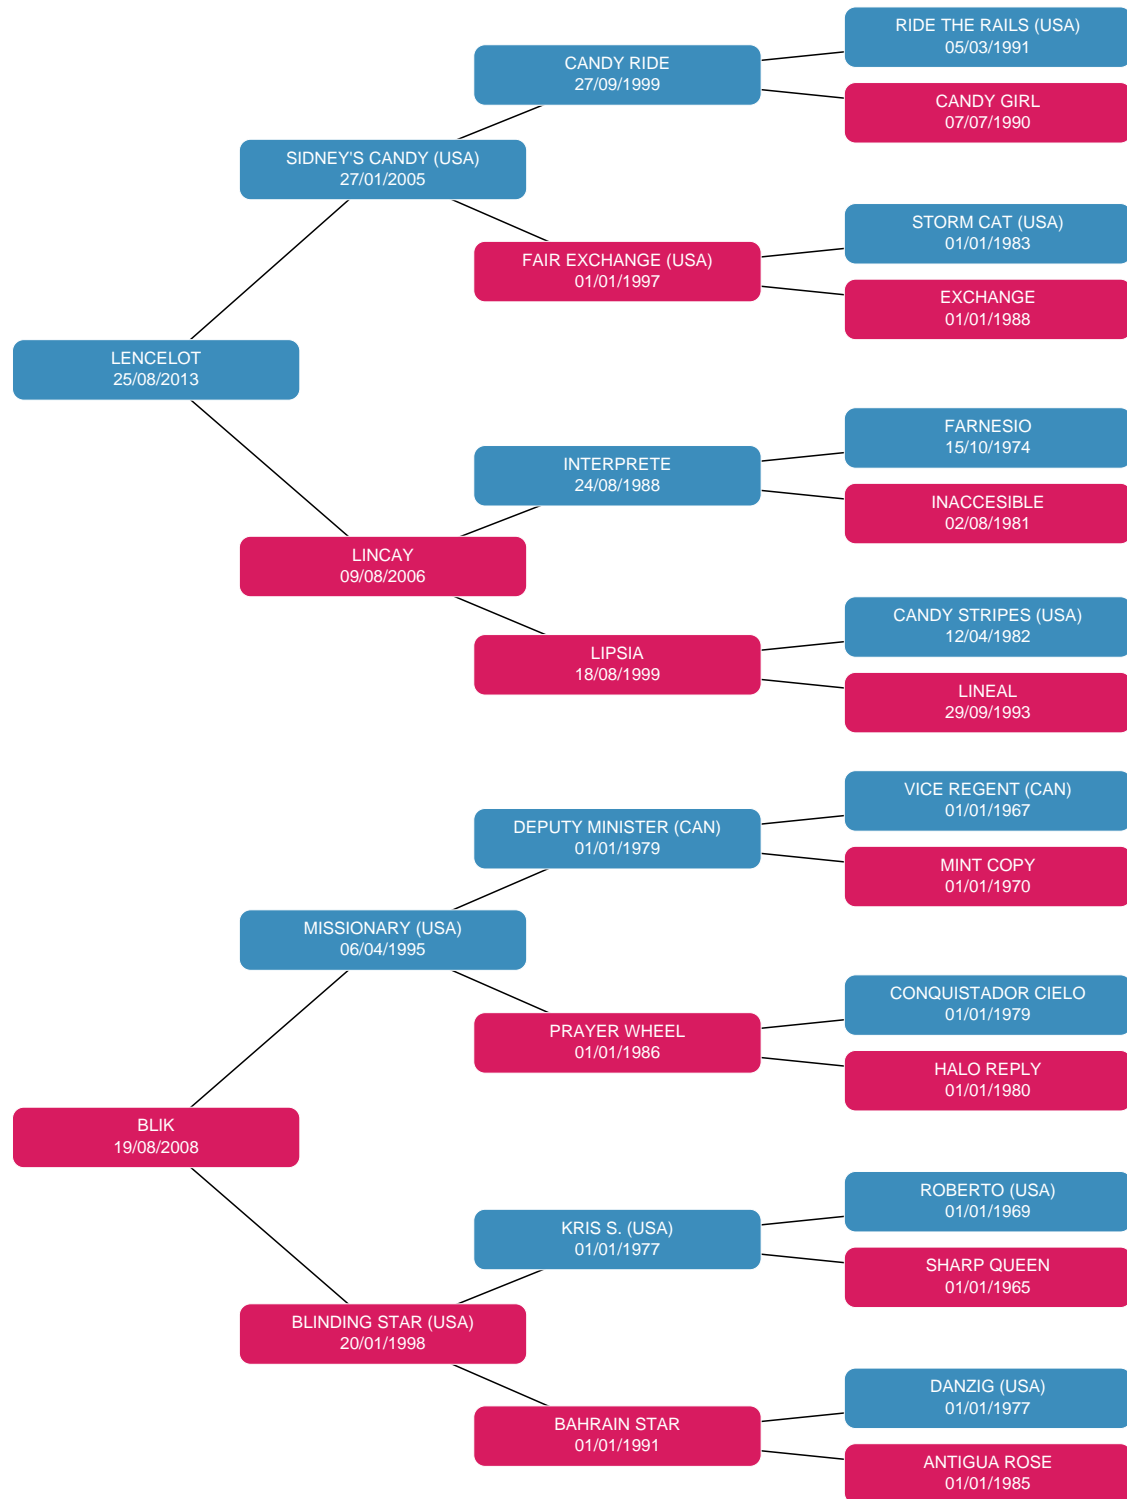 RIDE THE RAILS (USA)
05/03/1991
CANDY RIDE
27/09/1999
CANDY GIRL
07/07/1990
SIDNEY'S CANDY (USA)
27/01/2005
STORM CAT (USA)
01/01/1983
FAIR EXCHANGE (USA)
01/01/1997
EXCHANGE
01/01/1988
LENCELOT
25/08/2013
FARNESIO
15/10/1974
INTERPRETE
24/08/1988
INACCESIBLE
02/08/1981
LINCAY
09/08/2006
CANDY STRIPES (USA)
12/04/1982
LIPSIA
18/08/1999
LINEAL
29/09/1993
VICE REGENT (CAN)
01/01/1967
DEPUTY MINISTER (CAN)
01/01/1979
MINT COPY
01/01/1970
MISSIONARY (USA)
06/04/1995
CONQUISTADOR CIELO
01/01/1979
PRAYER WHEEL
01/01/1986
HALO REPLY
01/01/1980
BLIK
19/08/2008
ROBERTO (USA)
01/01/1969
KRIS S. (USA)
01/01/1977
SHARP QUEEN
01/01/1965
BLINDING STAR (USA)
20/01/1998
DANZIG (USA)
01/01/1977
BAHRAIN STAR
01/01/1991
ANTIGUA ROSE
01/01/1985